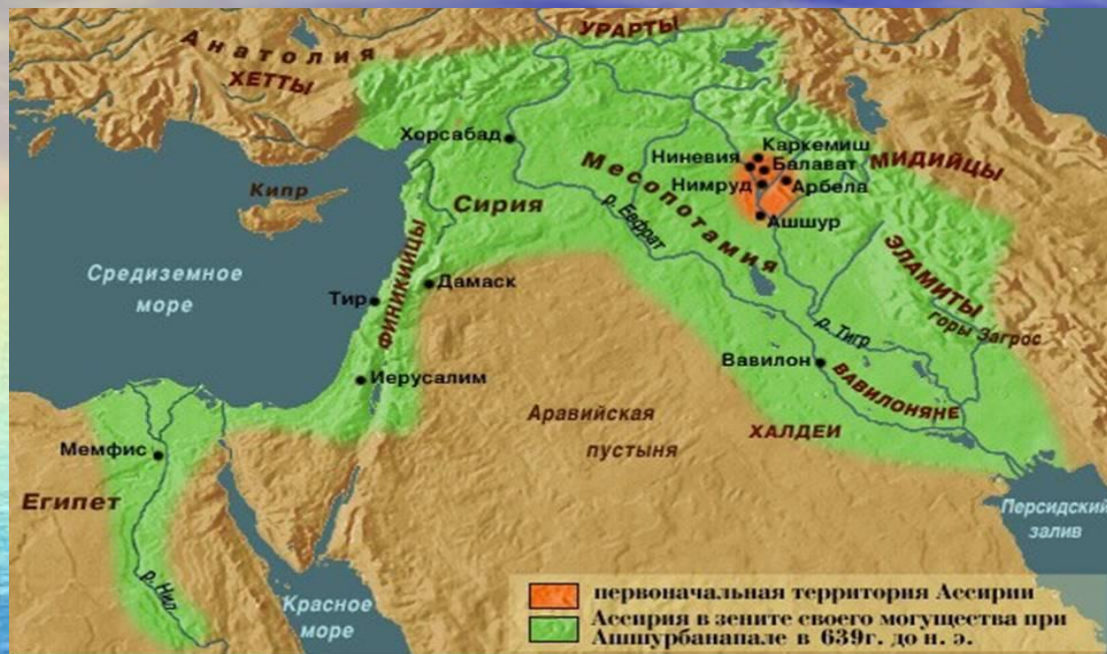 УРАРТЫ
Анатолия
ХЕТТЫ
Хорсабад
Каркемиш
Ниневия
Балават
МИДИЙЦЫ
Нимруд
Арбела
Месопотамия
Кипр
Сирия
р. Евфрат
Ашшур
ФИНИКИЙЦЫ
ЭЛАМИТЫ
Средиземное
море
Дамаск
Тир
горы Загрос
р. Тигр
Вавилон
Иерусалим
ВАВИЛОНЯНЕ
Аравийская
пустыня
ХАЛДЕИ
Мемфис
Египет
Персидский
залив
р. Нил
Красное
море
первоначальная территория Ассирии
Ассирия в зените своего могущества при
Ашшурбанапале в 639г. до н. э.